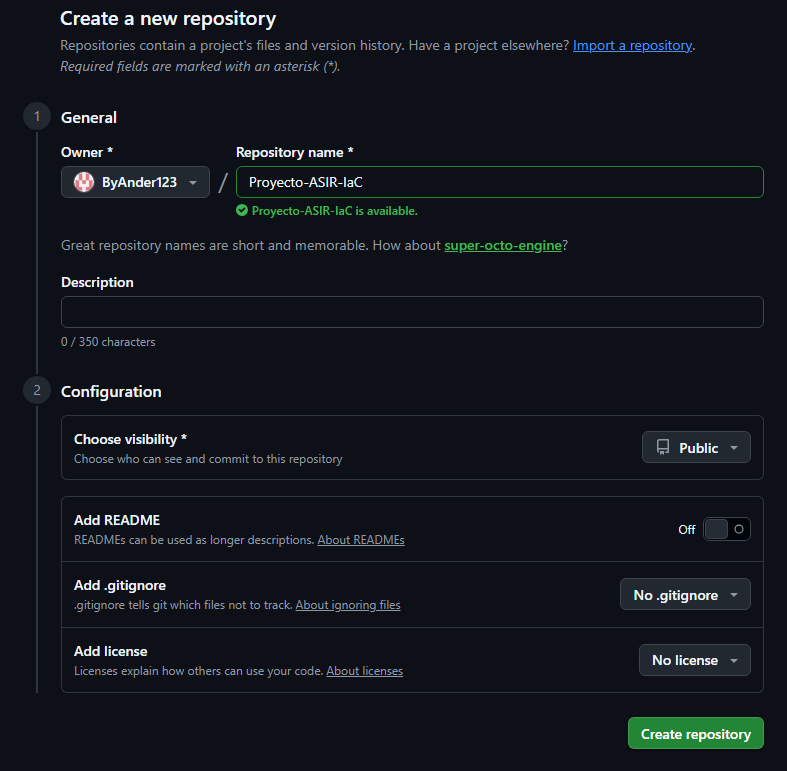 Create a new repository
Repositories contain a project's files and version history. Have a project elsewhere? Import a repository.
Required fields are marked with an asterisk (*).
1 General
Owner * Repository name *
ByAnder123 / Proyecto-ASIR-IaC
Proyecto-ASIR-IaC is available.
Great repository names are short and memorable. How about super-octo-engine?
Description
0 / 350 characters
2 Configuration
Choose visibility *
Choose who can see and commit to this repository
Public
Add README
READMEs can be used as longer descriptions. About READMEs
Off
Add .gitignore
.gitignore tells git which files not to track. About ignoring files
No .gitignore
Add license
Licenses explain how others can use your code. About licenses
No license
Create repository